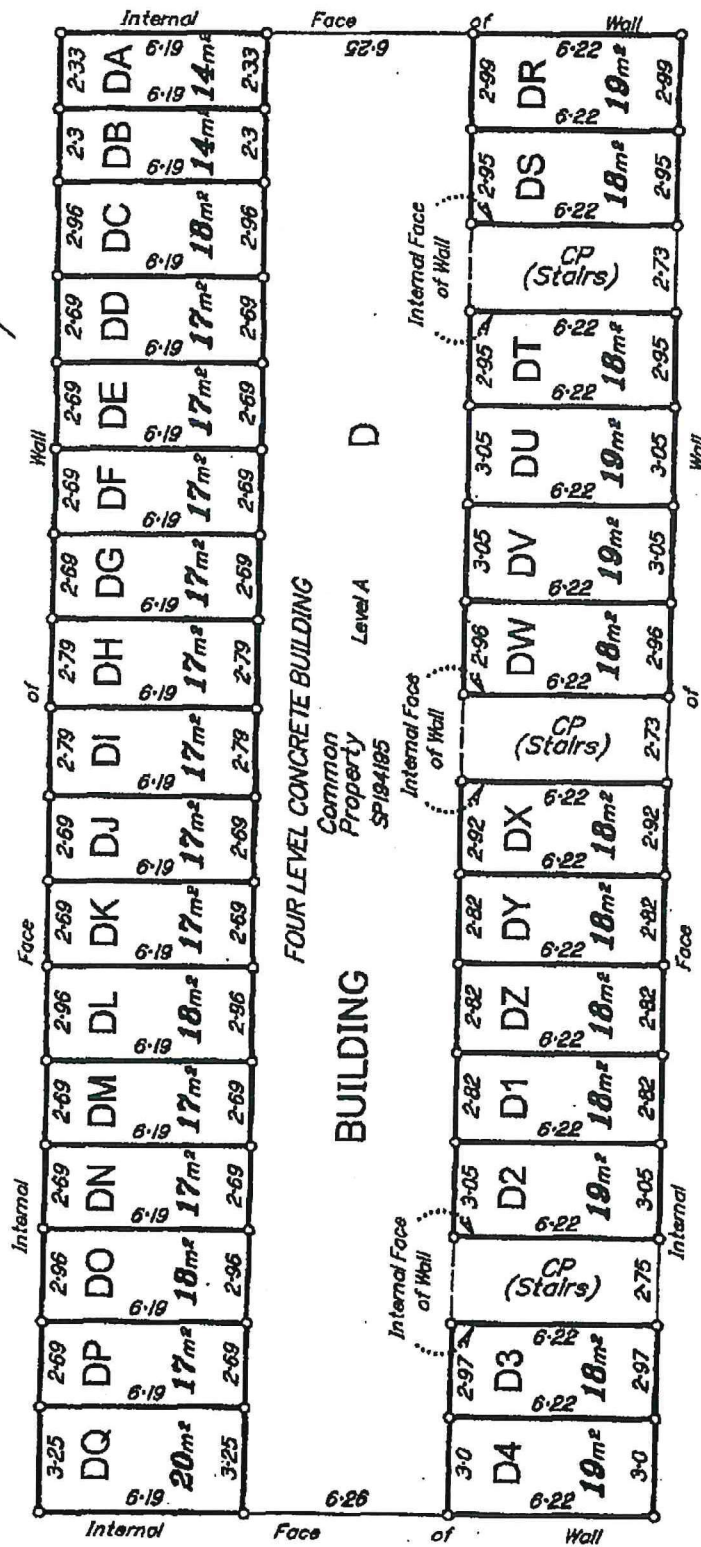 Internal Face of Wall
2·33 DA 6·19 6·19 14m² 2·33
2·3 DB 6·19 14m² 2·3
2·96 DC 6·19 18m² 2·96
2·69 DD 6·19 17m² 2·69
2·69 DE 6·19 17m² 2·69
2·69 DF 6·19 17m² 2·69
2·69 DG 6·19 17m² 2·69
2·79 DH 6·19 17m² 2·79
2·79 DI 6·19 17m² 2·79
2·69 DJ 6·19 17m² 2·69
2·69 DK 6·19 17m² 2·69
2·96 DL 6·19 18m² 2·96
2·69 DM 6·19 17m² 2·69
2·69 DN 6·19 17m² 2·69
2·96 DO 6·19 18m² 2·96
2·69 DP 6·19 17m² 2·69
3·25 DQ 6·19 20m² 3·25
Internal Face of Wall
6·25
FOUR LEVEL CONCRETE BUILDING
Common
Property
SP194195
Level A
BUILDING D
6·26
2·99 DR 6·22 6·22 19m² 2·99
2·95 DS 6·22 18m² 2·95
Internal Face
of Wall
CP
(Stairs)
2·73
2·95 DT 6·22 6·22 18m² 2·95
3·05 DU 6·22 19m² 3·05
3·05 DV 6·22 19m² 3·05
2·96 DW 6·22 18m² 2·96
Internal Face
of Wall
CP
(Stairs)
2·73
2·92 DX 6·22 6·22 18m² 2·92
2·82 DY 6·22 18m² 2·82
2·82 DZ 6·22 18m² 2·82
2·82 D1 6·22 18m² 2·82
3·05 D2 6·22 19m² 3·05
Internal Face
of Wall
CP
(Stairs)
2·75
2·97 D3 6·22 6·22 18m² 2·97
3·0 D4 6·22 19m² 3·0
Internal Face of Wall
Internal Face of Wall